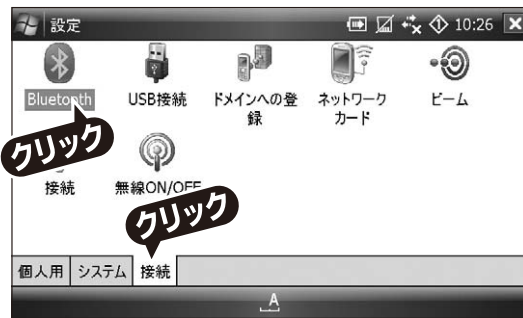 設定 10:26
Bluetooth USB接続 ドメインへの登 ネットワーク ビーム
録 カード
クリック
接続 無線ON/OFF
クリック
個人用 システム 接続
A